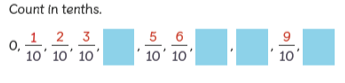 Count in tenths.
0, 1/10, 2/10, 3/10, , 5/10, 6/10, , , 9/10,